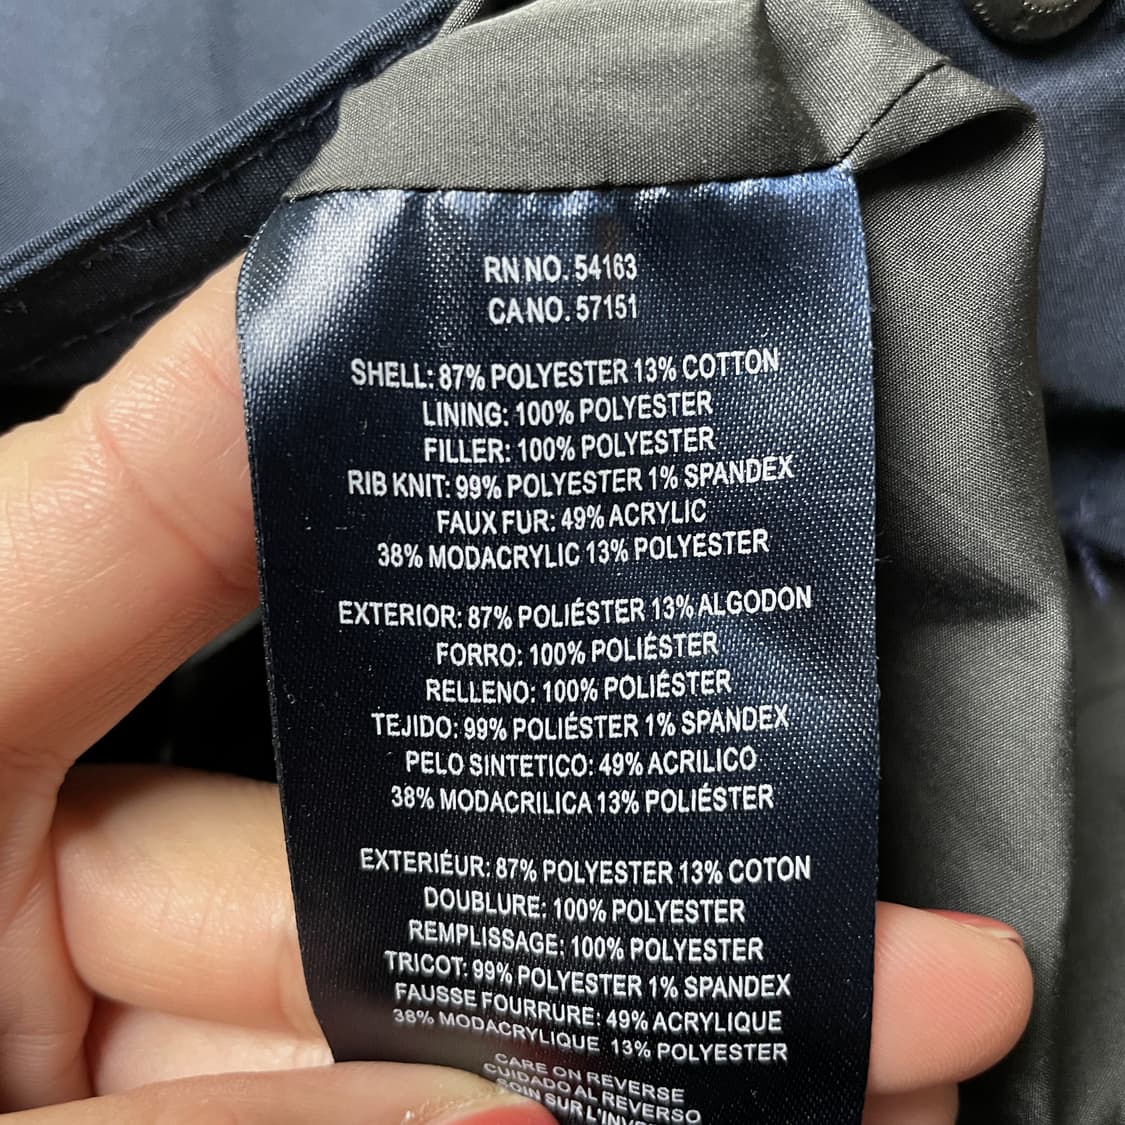 RN NO. 54163
CA NO. 57151
SHELL: 87% POLYESTER 13% COTTON
LINING: 100% POLYESTER
FILLER: 100% POLYESTER
RIB KNIT: 99% POLYESTER 1% SPANDEX
FAUX FUR: 49% ACRYLIC
38% MODACRYLIC 13% POLYESTER
EXTERIOR: 87% POLIÉSTER 13% ALGODON
FORRO: 100% POLIÉSTER
RELLENO: 100% POLIÉSTER
TEJIDO: 99% POLIÉSTER 1% SPANDEX
PELO SINTETICO: 49% ACRILICO
38% MODACRILICA 13% POLIÉSTER
EXTERIÉUR: 87% POLYESTER 13% COTON
DOUBLURE: 100% POLYESTER
REMPLISSAGE: 100% POLYESTER
TRICOT: 99% POLYESTER 1% SPANDEX
FAUSSE FOURRURE: 49% ACRYLIQUE
38% MODACRYLIQUE 13% POLYESTER
CARE ON REVERSE
CUIDADO AL REVERSO
SOIN SUR